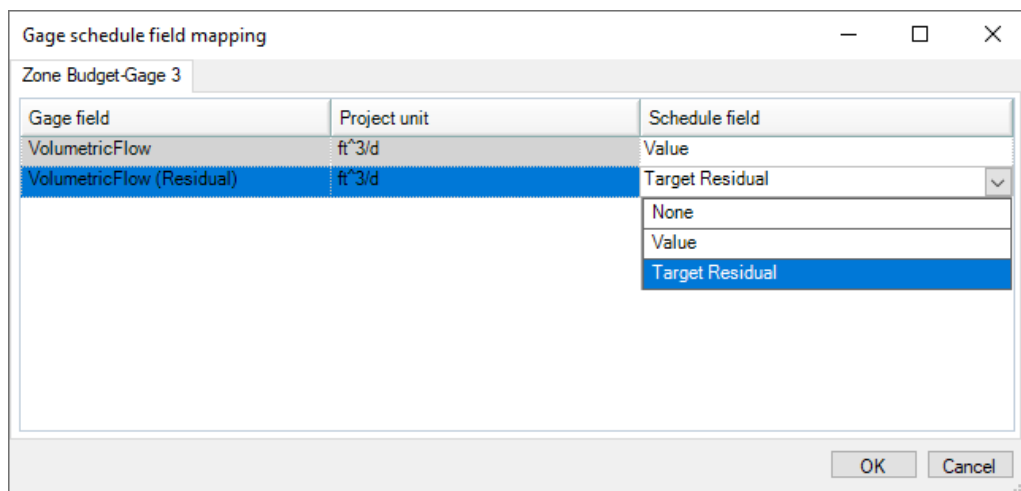 Gage schedule field mapping
Zone Budget-Gage 3
Gage field Project unit Schedule field
VolumetricFlow ft^3/d Value
VolumetricFlow (Residual) ft^3/d Target Residual
None
Value
Target Residual
OK Cancel